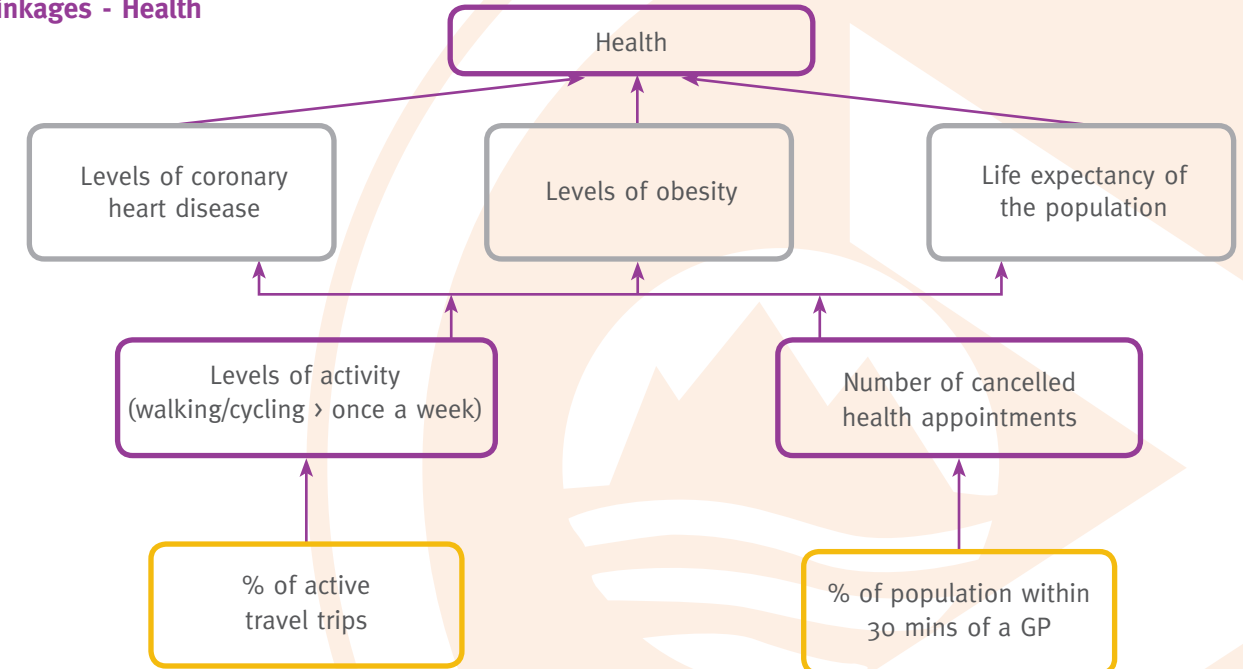 inkages - Health
Health
Levels of coronary
heart disease
Levels of obesity
Life expectancy of
the population
Levels of activity
(walking/cycling > once a week)
Number of cancelled
health appointments
% of active
travel trips
% of population within
30 mins of a GP